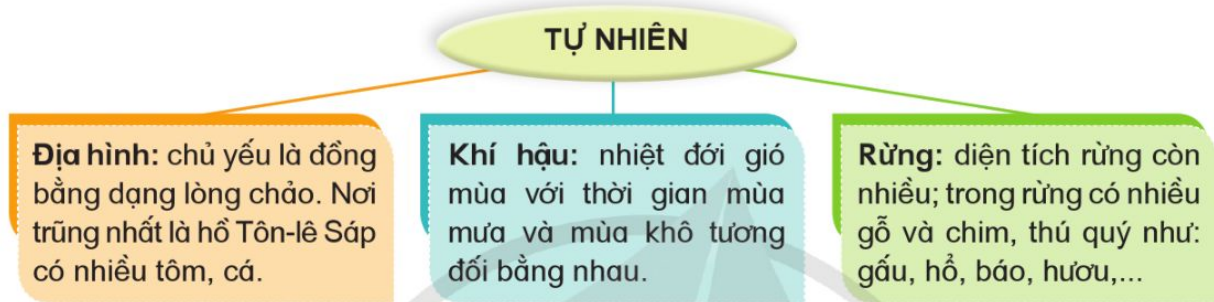 TỰ NHIÊN
Địa hình: chủ yếu là đồng
bằng dạng lòng chảo. Nơi
trũng nhất là hồ Tôn-lê Sáp
có nhiều tôm, cá.
Khí hậu: nhiệt đới gió
mùa với thời gian mùa
mưa và mùa khô tương
đối bằng nhau.
Rừng: diện tích rừng còn
nhiều; trong rừng có nhiều
gỗ và chim, thú quý như:
gấu, hổ, báo, hươu,...